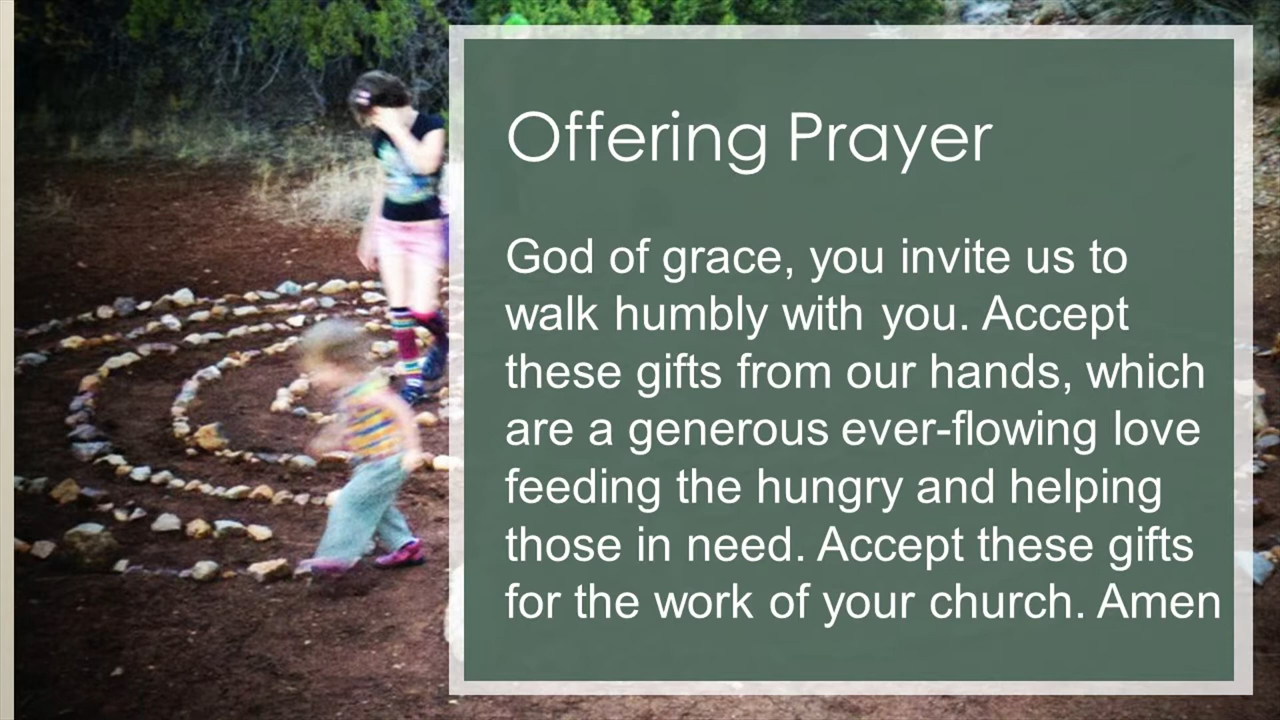 Offering Prayer
God of grace, you invite us to
walk humbly with you. Accept
these gifts from our hands, which
are a generous ever-flowing love
feeding the hungry and helping
those in need. Accept these gifts
for the work of your church. Amen